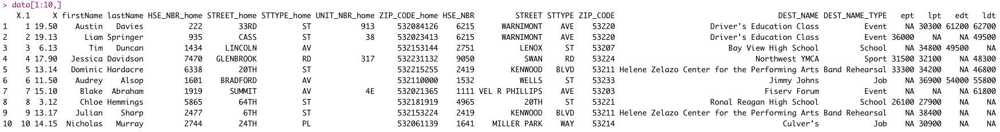 > data[1:10,]
X.1 X firstName lastName HSE_NBR_home STREET_home STTYPE_home UNIT_NBR_home ZIP_CODE_home HSE_NBR STREET STTYPE ZIP_CODE DEST_NAME DEST_NAME_TYPE ept lpt edt ldt
1 1 19.50 Austin Davies 222 33RD ST 913 532084126 6215 WARNIMONT AVE 53220 Driver's Education Class Event NA 30300 61200 62700
2 2 19.13 Liam Springer 935 CASS ST 38 532023413 6215 WARNIMONT AVE 53220 Driver's Education Class Event 36000 NA NA 49500
3 3 6.13 Tim Duncan 1434 LINCOLN AV 532153144 2751 LENOX ST 53207 Bay View High School School NA 34800 49500 NA
4 4 17.90 Jessica Davidson 7470 GLENBROOK RD 317 532231132 9050 SWAN RD 53224 Northwest YMCA Sport 31500 32100 NA 48300
5 5 13.14 Dominic Hardacre 6338 20TH ST 532215255 2419 KENWOOD BLVD 53211 Helene Zelazo Center for the Performing Arts Band Rehearsal 33300 34200 NA 46800
6 6 11.50 Audrey Alsop 1601 BRADFORD AV 532110000 1532 WELLS ST 53233 Jimmy Johns Job NA 36900 54000 55800
7 7 15.10 Blake Abraham 1919 SUMMIT AV 4E 532021365 1111 VEL R PHILLIPS AVE 53203 Fiserv Forum Event NA NA NA 61800
8 8 3.12 Chloe Hemmings 5865 64TH ST 532181919 4965 20TH ST 53221 Ronal Reagan High School School 26100 27900 NA NA
9 9 13.17 Julian Sharp 2477 6TH ST 532153224 2419 KENWOOD BLVD 53211 Helene Zelazo Center for the Performing Arts Band Rehearsal NA 38400 NA NA
10 10 14.15 Nicholas Murray 2744 24TH PL 532061139 1641 MILLER PARK WAY 53214 Culver's Job NA 30900 NA NA